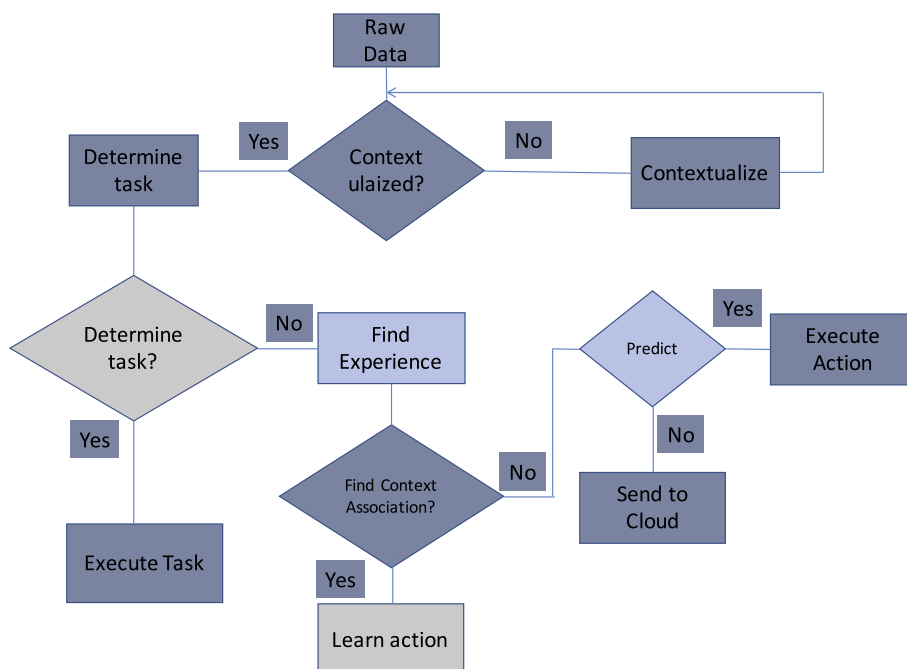 Raw
Data
Yes
No
Determine
task
Context
ulaized?
Contextualize
Determine
task?
No
Find
Experience
Predict
Yes
Execute
Action
Yes
Find Context
Association?
No
No
Send to
Cloud
Execute Task
Yes
Learn action